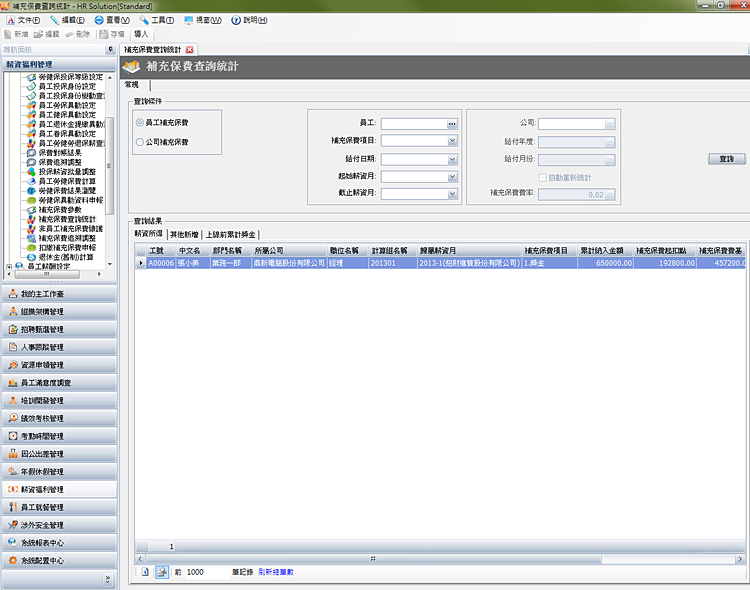 補充保費查詢統計 - HR Solution[Standard]
文件(F) 編輯(E) 查看(V) 工具(T) 視窗(W) 說明(H)
新增 編輯 刪除 存檔 導入
導航面板
薪資福利管理
勞健保投保等級設定
員工投保身份設定
員工投保身份變動查
員工勞保異動設定
員工健保異動設定
員工退休金提繳異動
員工眷保異動設定
員工勞健勞退保薪查
保費對帳結果
保費追溯調整
投保薪資批量調整
員工勞健保費計算
勞健保費結果瀏覽
勞健保異動資料申報
補充保費參數
補充保費查詢統計
非員工補充保費維護
補充保費追溯調整
扣繳補充保費申報
退休金(舊制)計算
員工薪酬設定
我的主工作臺
組織架構管理
招聘甄選管理
人事跟蹤管理
資源申領管理
員工滿意度調查
培訓開發管理
績效考核管理
考勤時間管理
因公出差管理
年假休假管理
薪資福利管理
員工就餐管理
涉外安全管理
系統報表中心
系統配置中心
補充保費查詢統計
補充保費查詢統計
常規
查詢條件
員工補充保費
公司補充保費
員工:
補充保費項目:
給付日期:
起始薪資月:
截止薪資月:
公司:
給付年度:
給付月份:
自動重新統計
補充保費費率: 0.02
查詢
查詢結果
薪資所得 其他新增 上線前累計獎金
工號 中文名 部門名稱 所屬公司 職位名稱 計算組名稱 歸屬薪資月 補充保費項目 累計納入金額 補充保費起扣點 補充保費費基
A00006 張小美 業務一部 鼎新電腦股份有限公司 經理 201301 2013-1(招財進寶股份有限公司) 1.獎金 650000.00 192800.00 457200.0
1
前 1000 筆記錄 刷新總筆數